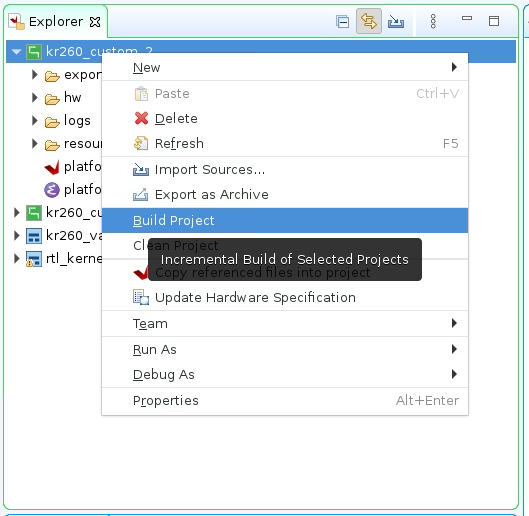 Explorer
kr260_custom_2
New
expor
Paste Ctrl+V
hw
Delete
logs
Refresh F5
resour
Import Sources...
platfo
Export as Archive
platfo
Build Project
kr260_cu
Clean Project
kr260_va
Incremental Build of Selected Projects
rtl_kerne
Copy referenced files into project
Update Hardware Specification
Team
Run As
Debug As
Properties Alt+Enter